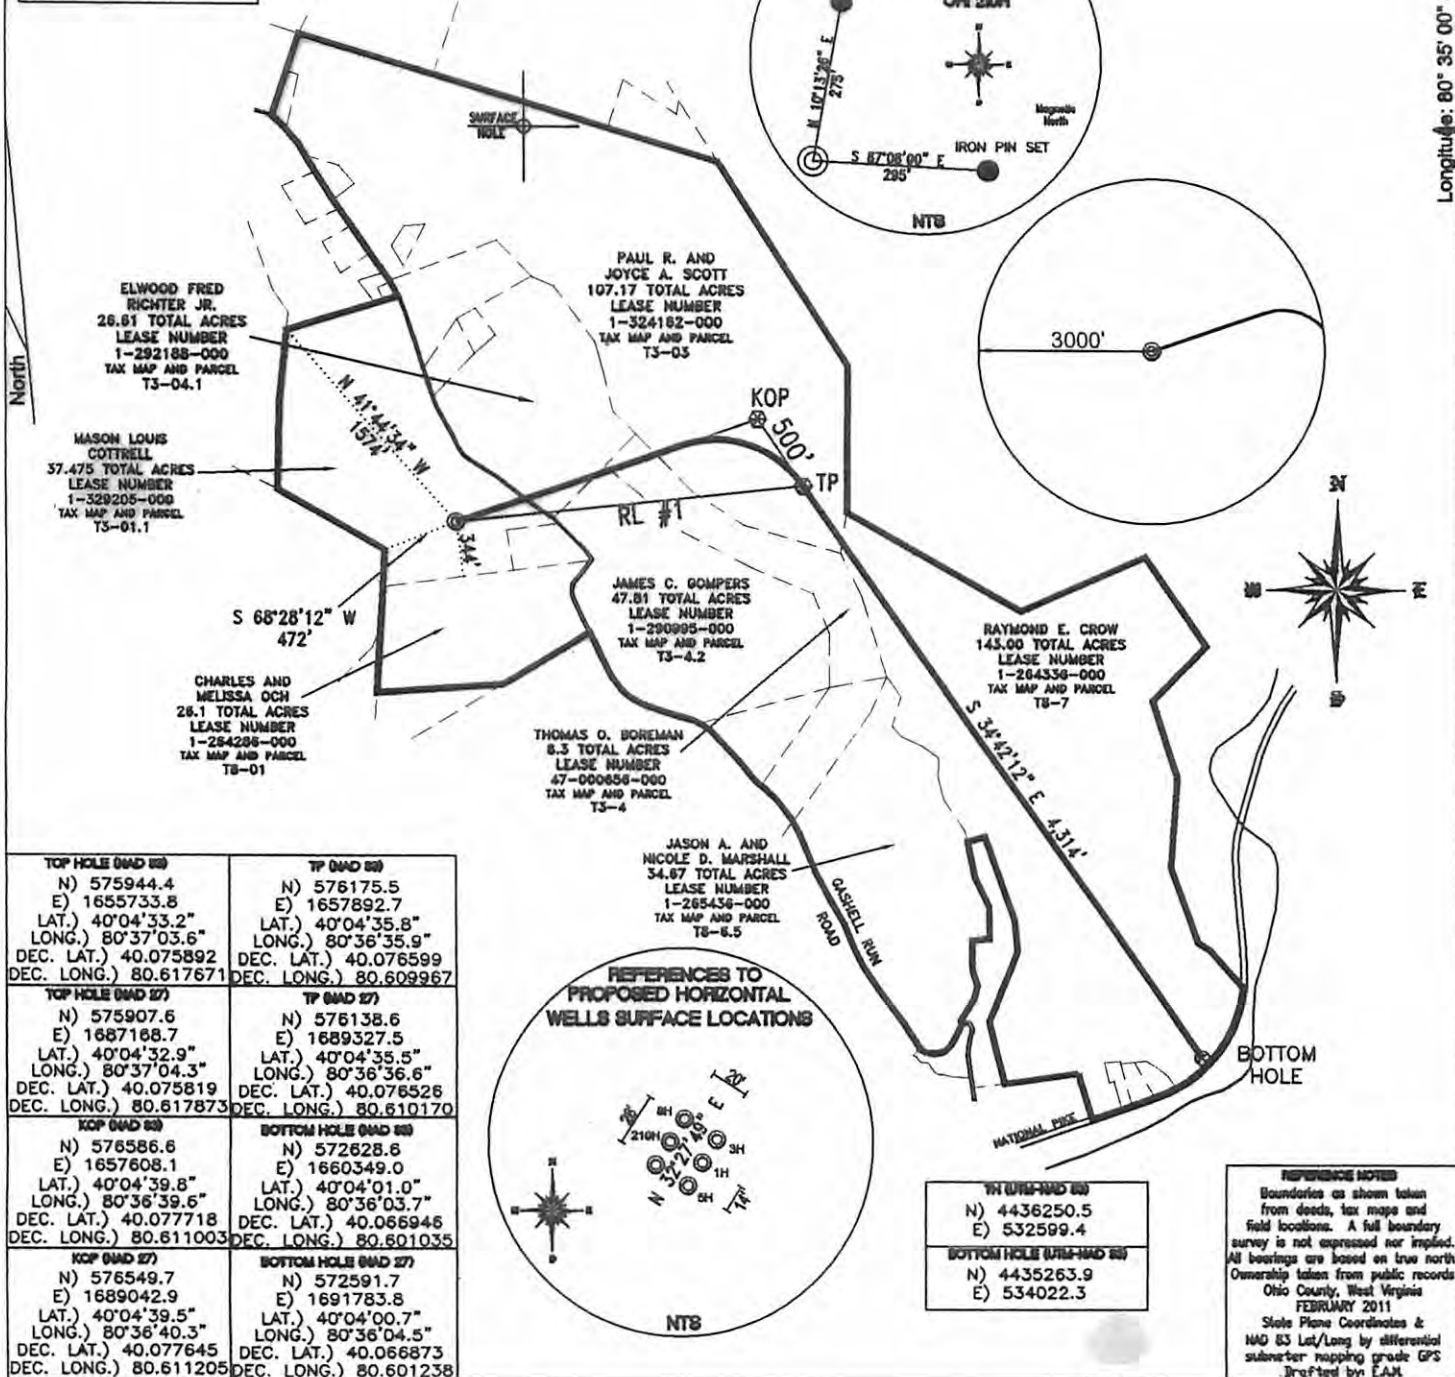 Longitude: 80° 35' 00"
N 10°13'26" E
275'
Magnetic
North
IRON PIN SET
S 87°08'00" E
295'
NTS
SURFACE
HOLE
North
PAUL R. AND
JOYCE A. SCOTT
107.17 TOTAL ACRES
LEASE NUMBER
1-324182-000
TAX MAP AND PARCEL
T3-03
ELWOOD FRED
RICHTER JR.
26.61 TOTAL ACRES
LEASE NUMBER
1-292188-000
TAX MAP AND PARCEL
T3-04.1
3000'
N 41°44'34" W
1574'
KOP
500'
TP
RL #1
MASON LOUIS
COTTRELL
37.475 TOTAL ACRES
LEASE NUMBER
1-329205-000
TAX MAP AND PARCEL
T3-01.1
344'
S 68°28'12" W
472'
JAMES C. GOMPERS
47.81 TOTAL ACRES
LEASE NUMBER
1-290995-000
TAX MAP AND PARCEL
T3-4.2
N
W
E
S
RAYMOND E. CROW
143.00 TOTAL ACRES
LEASE NUMBER
1-264336-000
TAX MAP AND PARCEL
T8-7
CHARLES AND
MELISSA OCH
26.1 TOTAL ACRES
LEASE NUMBER
1-264286-000
TAX MAP AND PARCEL
T8-01
THOMAS O. BOREMAN
8.3 TOTAL ACRES
LEASE NUMBER
47-000656-000
TAX MAP AND PARCEL
T3-4
S 34°42'12" E 4,314'
JASON A. AND
NICOLE D. MARSHALL
34.67 TOTAL ACRES
LEASE NUMBER
1-265436-000
TAX MAP AND PARCEL
T8-6.5
GASHELL RUN
ROAD
BOTTOM
HOLE
NATIONAL PIKE
TOP HOLE (NAD 83)
N) 575944.4
E) 1655733.8
LAT.) 40°04'33.2"
LONG.) 80°37'03.6"
DEC. LAT.) 40.075892
DEC. LONG.) 80.617671
TP (NAD 83)
N) 576175.5
E) 1657892.7
LAT.) 40°04'35.8"
LONG.) 80°36'35.9"
DEC. LAT.) 40.076599
DEC. LONG.) 80.609967
TOP HOLE (NAD 27)
N) 575907.6
E) 1687168.7
LAT.) 40°04'32.9"
LONG.) 80°37'04.3"
DEC. LAT.) 40.075819
DEC. LONG.) 80.617873
TP (NAD 27)
N) 576138.6
E) 1689327.5
LAT.) 40°04'35.5"
LONG.) 80°36'36.6"
DEC. LAT.) 40.076526
DEC. LONG.) 80.610170
KOP (NAD 83)
N) 576586.6
E) 1657608.1
LAT.) 40°04'39.8"
LONG.) 80°36'39.6"
DEC. LAT.) 40.077718
DEC. LONG.) 80.611003
BOTTOM HOLE (NAD 83)
N) 572628.6
E) 1660349.0
LAT.) 40°04'01.0"
LONG.) 80°36'03.7"
DEC. LAT.) 40.066946
DEC. LONG.) 80.601035
KOP (NAD 27)
N) 576549.7
E) 1689042.9
LAT.) 40°04'39.5"
LONG.) 80°36'40.3"
DEC. LAT.) 40.077645
DEC. LONG.) 80.611205
BOTTOM HOLE (NAD 27)
N) 572591.7
E) 1691783.8
LAT.) 40°04'00.7"
LONG.) 80°36'04.5"
DEC. LAT.) 40.066873
DEC. LONG.) 80.601238
REFERENCES TO
PROPOSED HORIZONTAL
WELLS SURFACE LOCATIONS
20'
8H
210H
3H
1H
5H
14'
N 32°27'49" E
NTS
TH (UTM-NAD 83)
N) 4436250.5
E) 532599.4
BOTTOM HOLE (UTM-NAD 83)
N) 4435263.9
E) 534022.3
REFERENCE NOTES
Boundaries as shown taken
from deeds, tax maps and
field locations. A full boundary
survey is not expressed nor implied.
All bearings are based on true north
Ownership taken from public records
Ohio County, West Virginia
FEBRUARY 2011
State Plane Coordinates &
NAD 83 Lat/Long by differential
submeter mapping grade GPS
Drafted by: E.A.M.